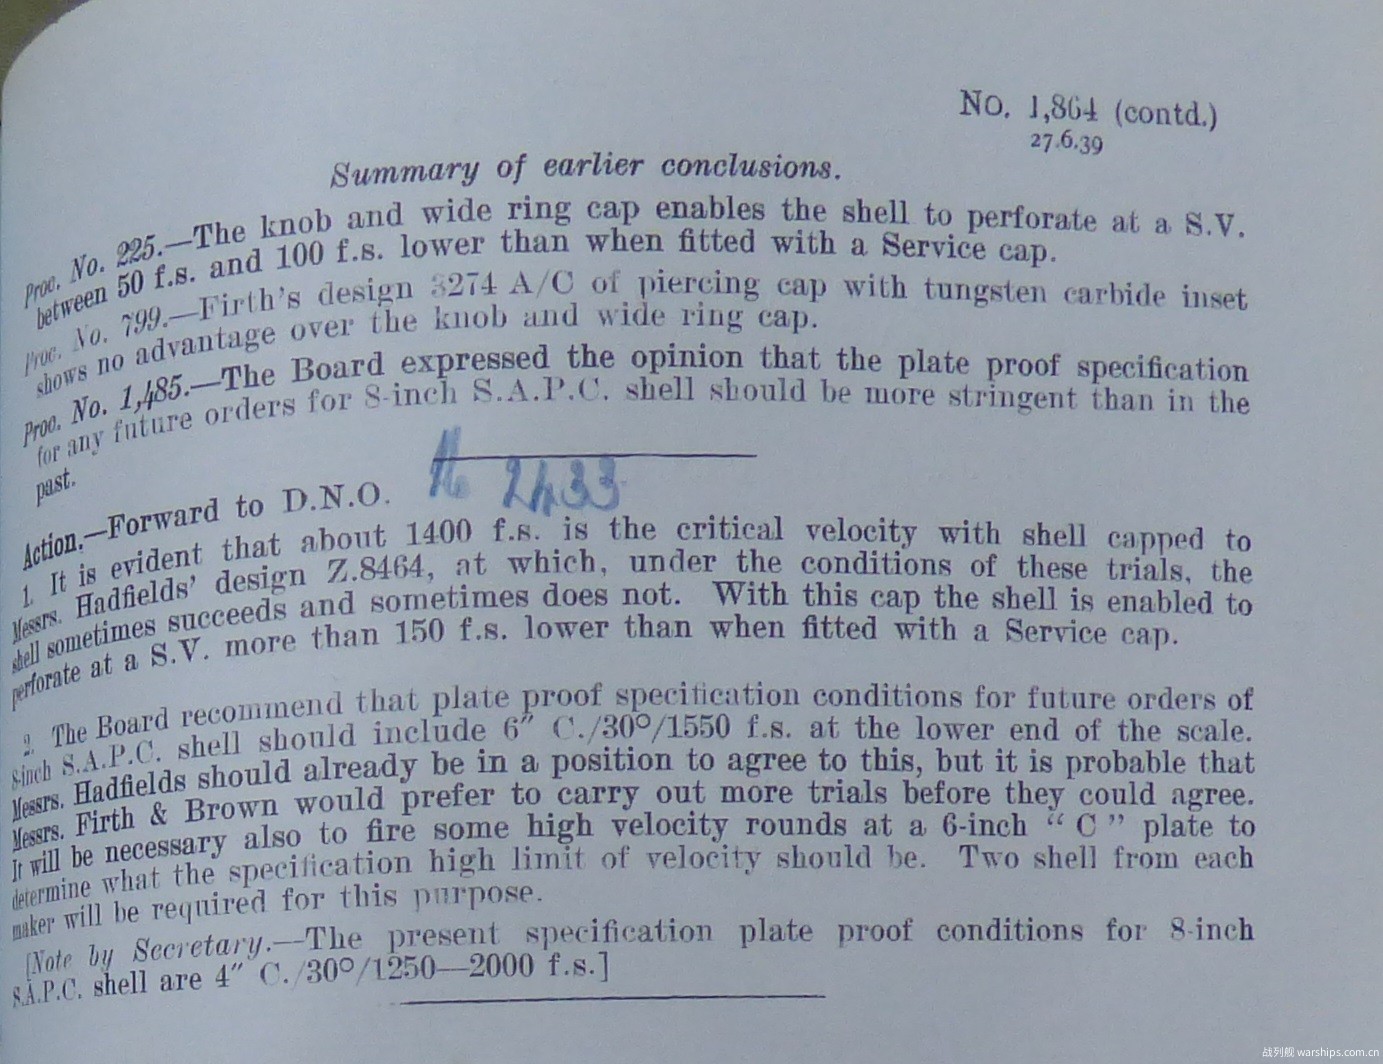 No. 1,864 (contd.)
27.6.39
Summary of earlier conclusions.
Proc. No. 225.—The knob and wide ring cap enables the shell to perforate at a S.V.
between 50 f.s. and 100 f.s. lower than when fitted with a Service cap.
Proc. No. 799.—Firth's design 3274 A/C of piercing cap with tungsten carbide inset
shows no advantage over the knob and wide ring cap.
Proc. No. 1,485.—The Board expressed the opinion that the plate proof specification
for any future orders for 8-inch S.A.P.C. shell should be more stringent than in the
past.
2433
Action.—Forward to D.N.O.
1. It is evident that about 1400 f.s. is the critical velocity with shell capped to
Messrs. Hadfields' design Z.8464, at which, under the conditions of these trials, the
shell sometimes succeeds and sometimes does not. With this cap the shell is enabled to
perforate at a S.V. more than 150 f.s. lower than when fitted with a Service cap.
2. The Board recommend that plate proof specification conditions for future orders of
8-inch S.A.P.C. shell should include 6" C./30°/1550 f.s. at the lower end of the scale.
Messrs. Hadfields should already be in a position to agree to this, but it is probable that
Messrs. Firth & Brown would prefer to carry out more trials before they could agree.
It will be necessary also to fire some high velocity rounds at a 6-inch “ C ” plate to
determine what the specification high limit of velocity should be. Two shell from each
maker will be required for this purpose.
[Note by Secretary.—The present specification plate proof conditions for 8-inch
S.A.P.C. shell are 4" C./30°/1250—2000 f.s.]
战列舰 warships.com.cn